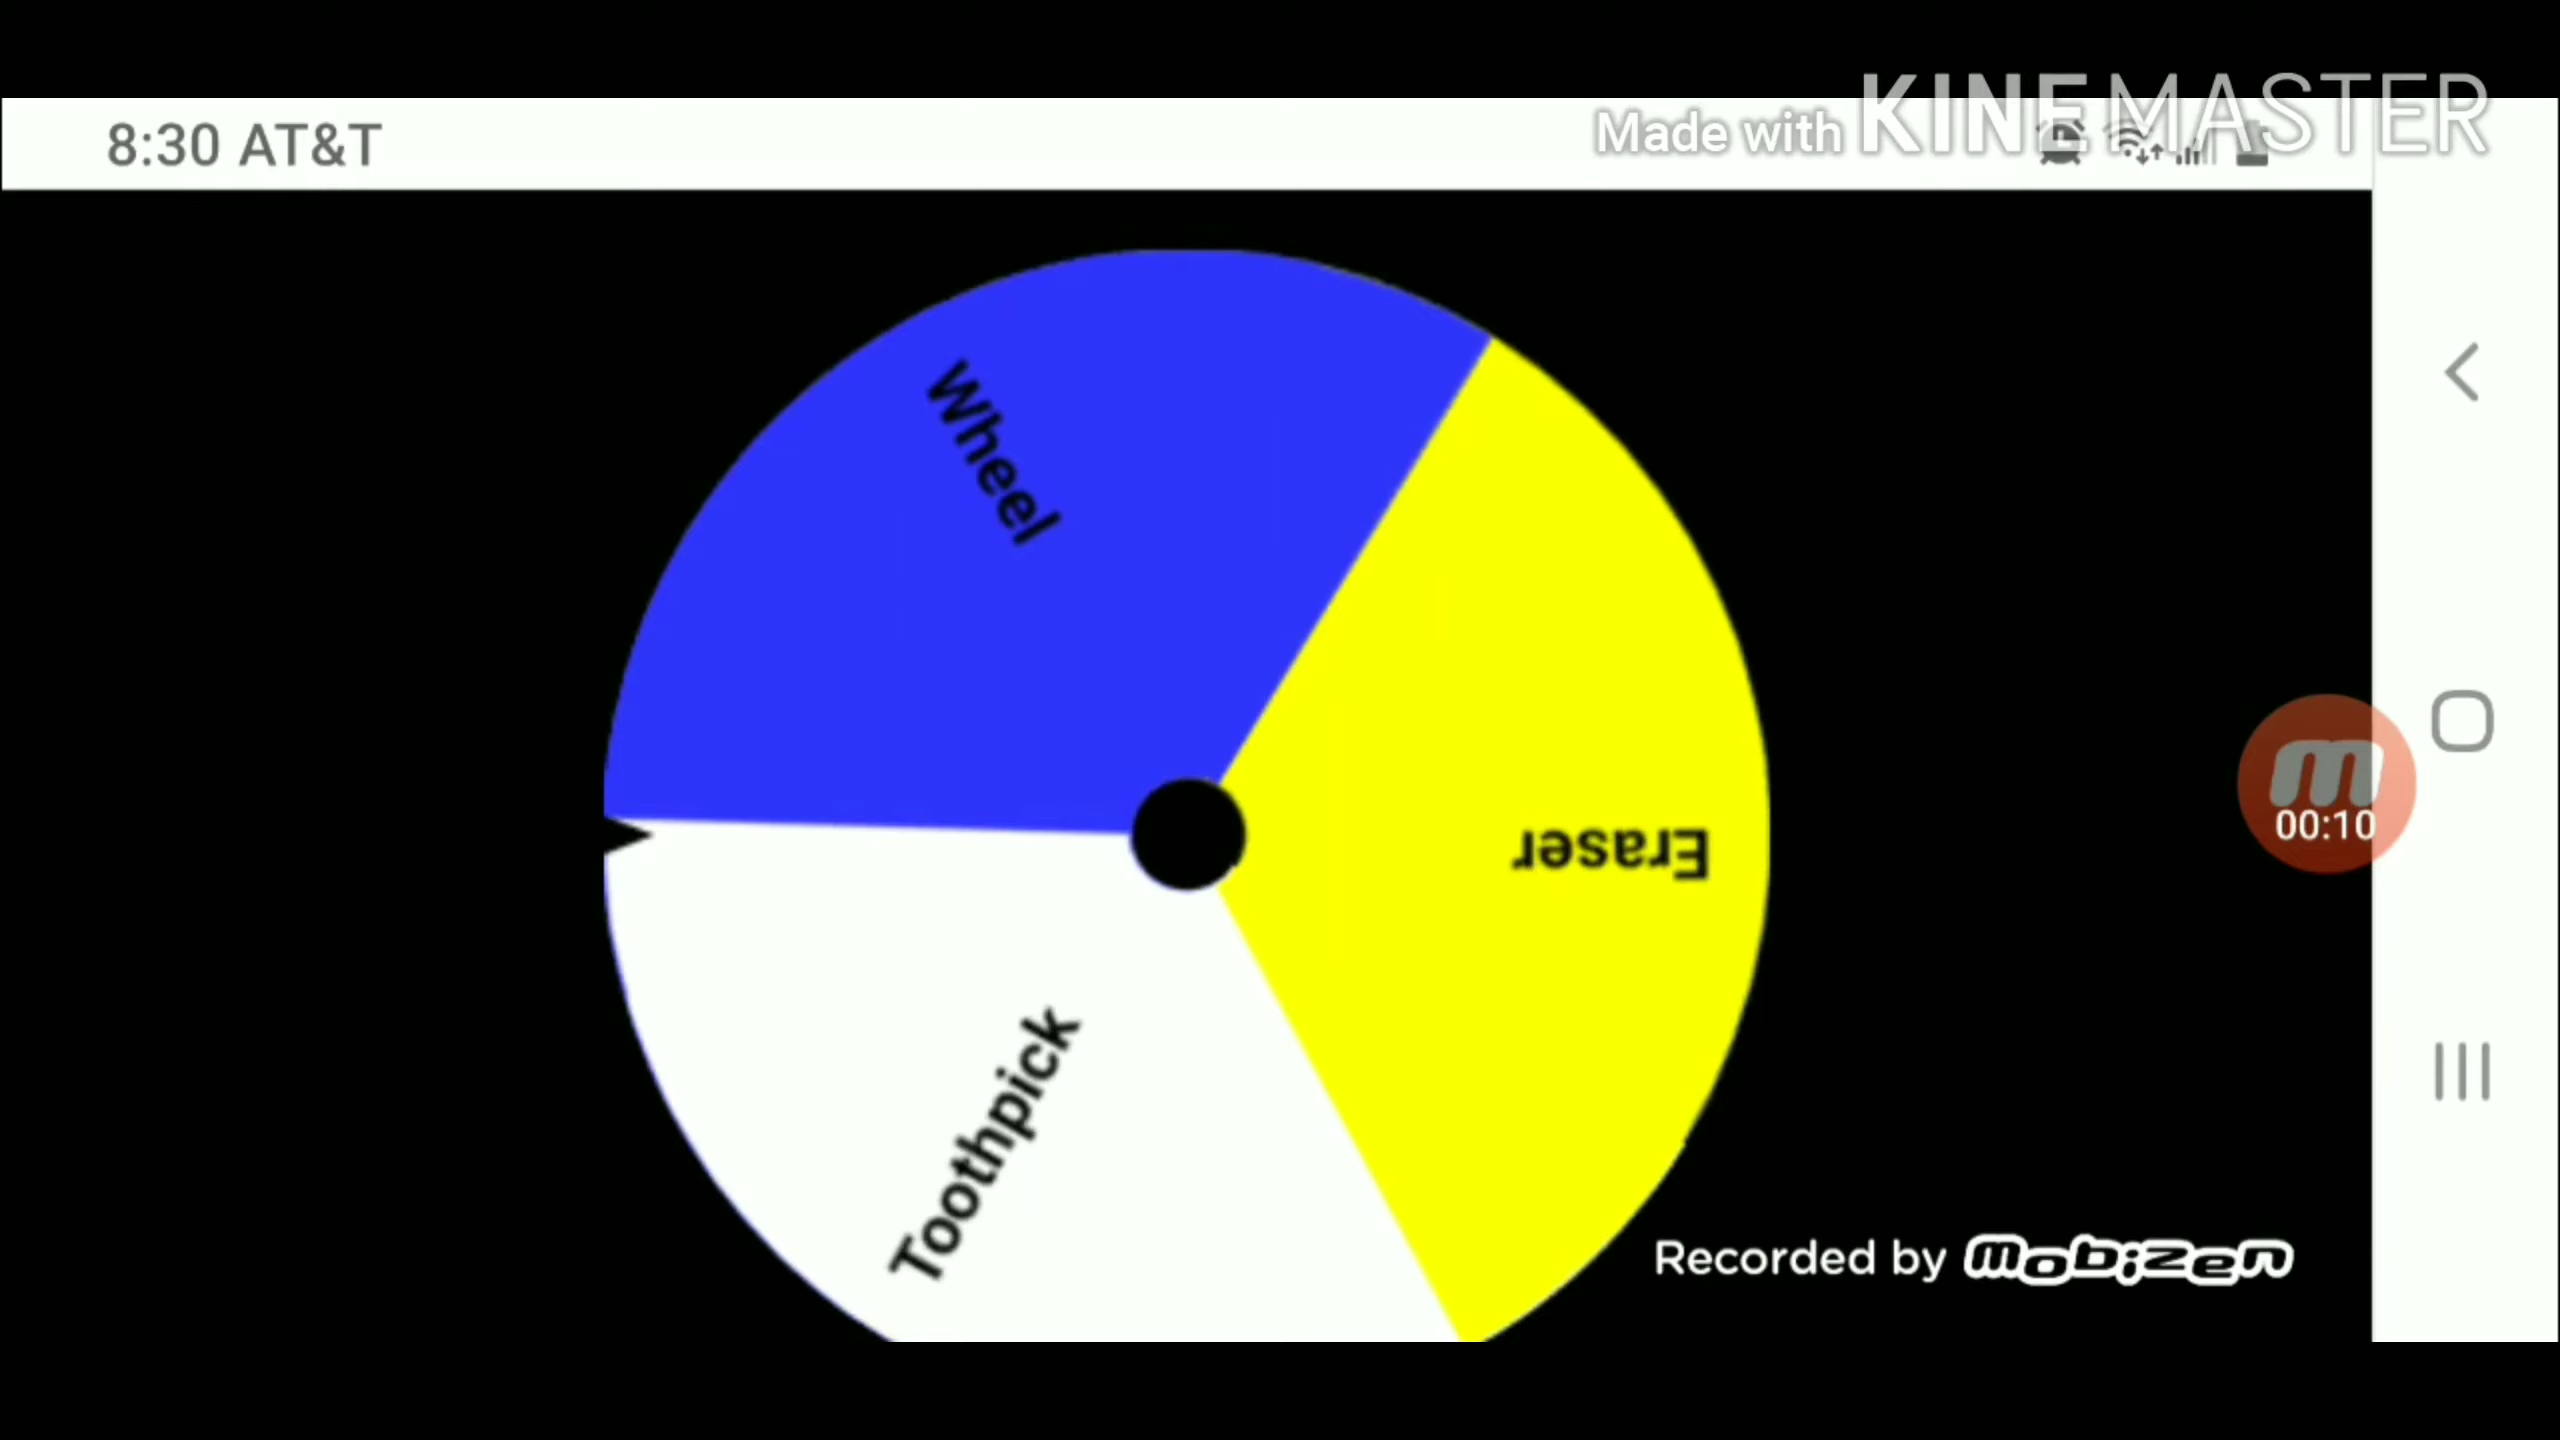 8:30 AT&T
Made with KINEMASTER
Wheel
Eraser
m
00:10
Toothpick
Recorded by mobizen